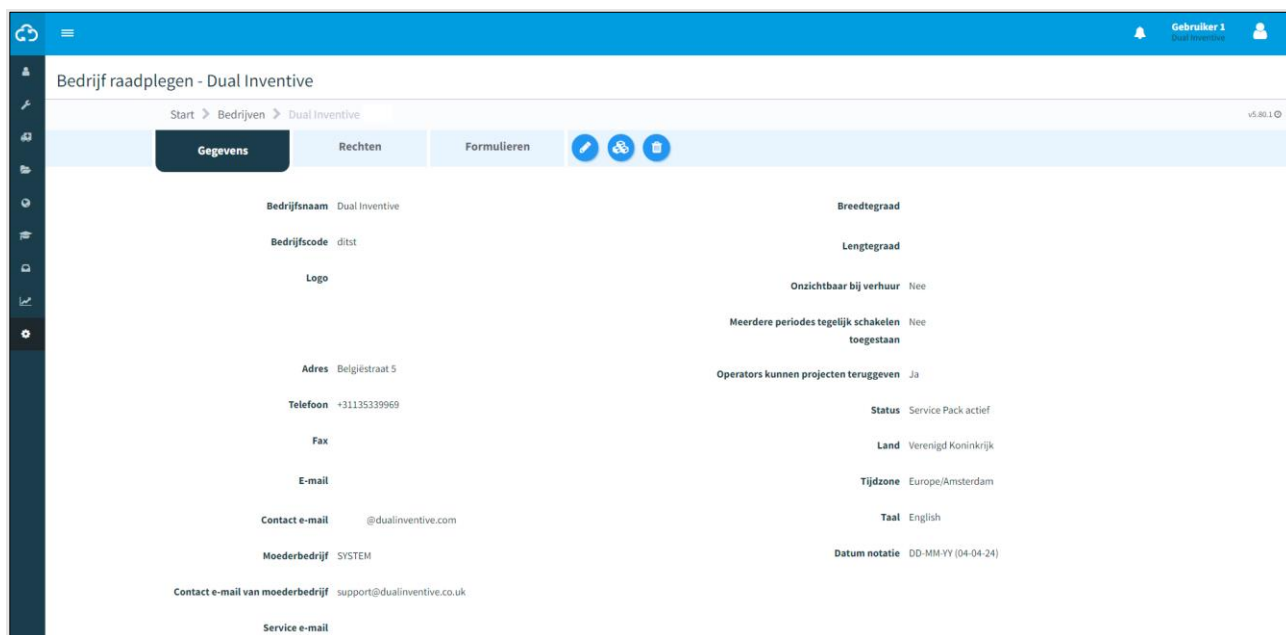 Gebruiker 1
Dual Inventive
Bedrijf raadplegen - Dual Inventive
Start > Bedrijven > Dual Inventive
v5.80.1
Gegevens Rechten Formulieren
Bedrijfsnaam Dual Inventive
Bedrijfscode ditst
Logo
Adres Belgiëstraat 5
Telefoon +31135339969
Fax
E-mail
Contact e-mail @dualinventive.com
Moederbedrijf SYSTEM
Contact e-mail van moederbedrijf support@dualinventive.co.uk
Service e-mail
Breedtegraad
Lengtegraad
Onzichtbaar bij verhuur Nee
Meerdere periodes tegelijk schakelen Nee
toegestaan
Operators kunnen projecten teruggeven Ja
Status Service Pack actief
Land Verenigd Koninkrijk
Tijdzone Europe/Amsterdam
Taal English
Datum notatie DD-MM-YY (04-04-24)